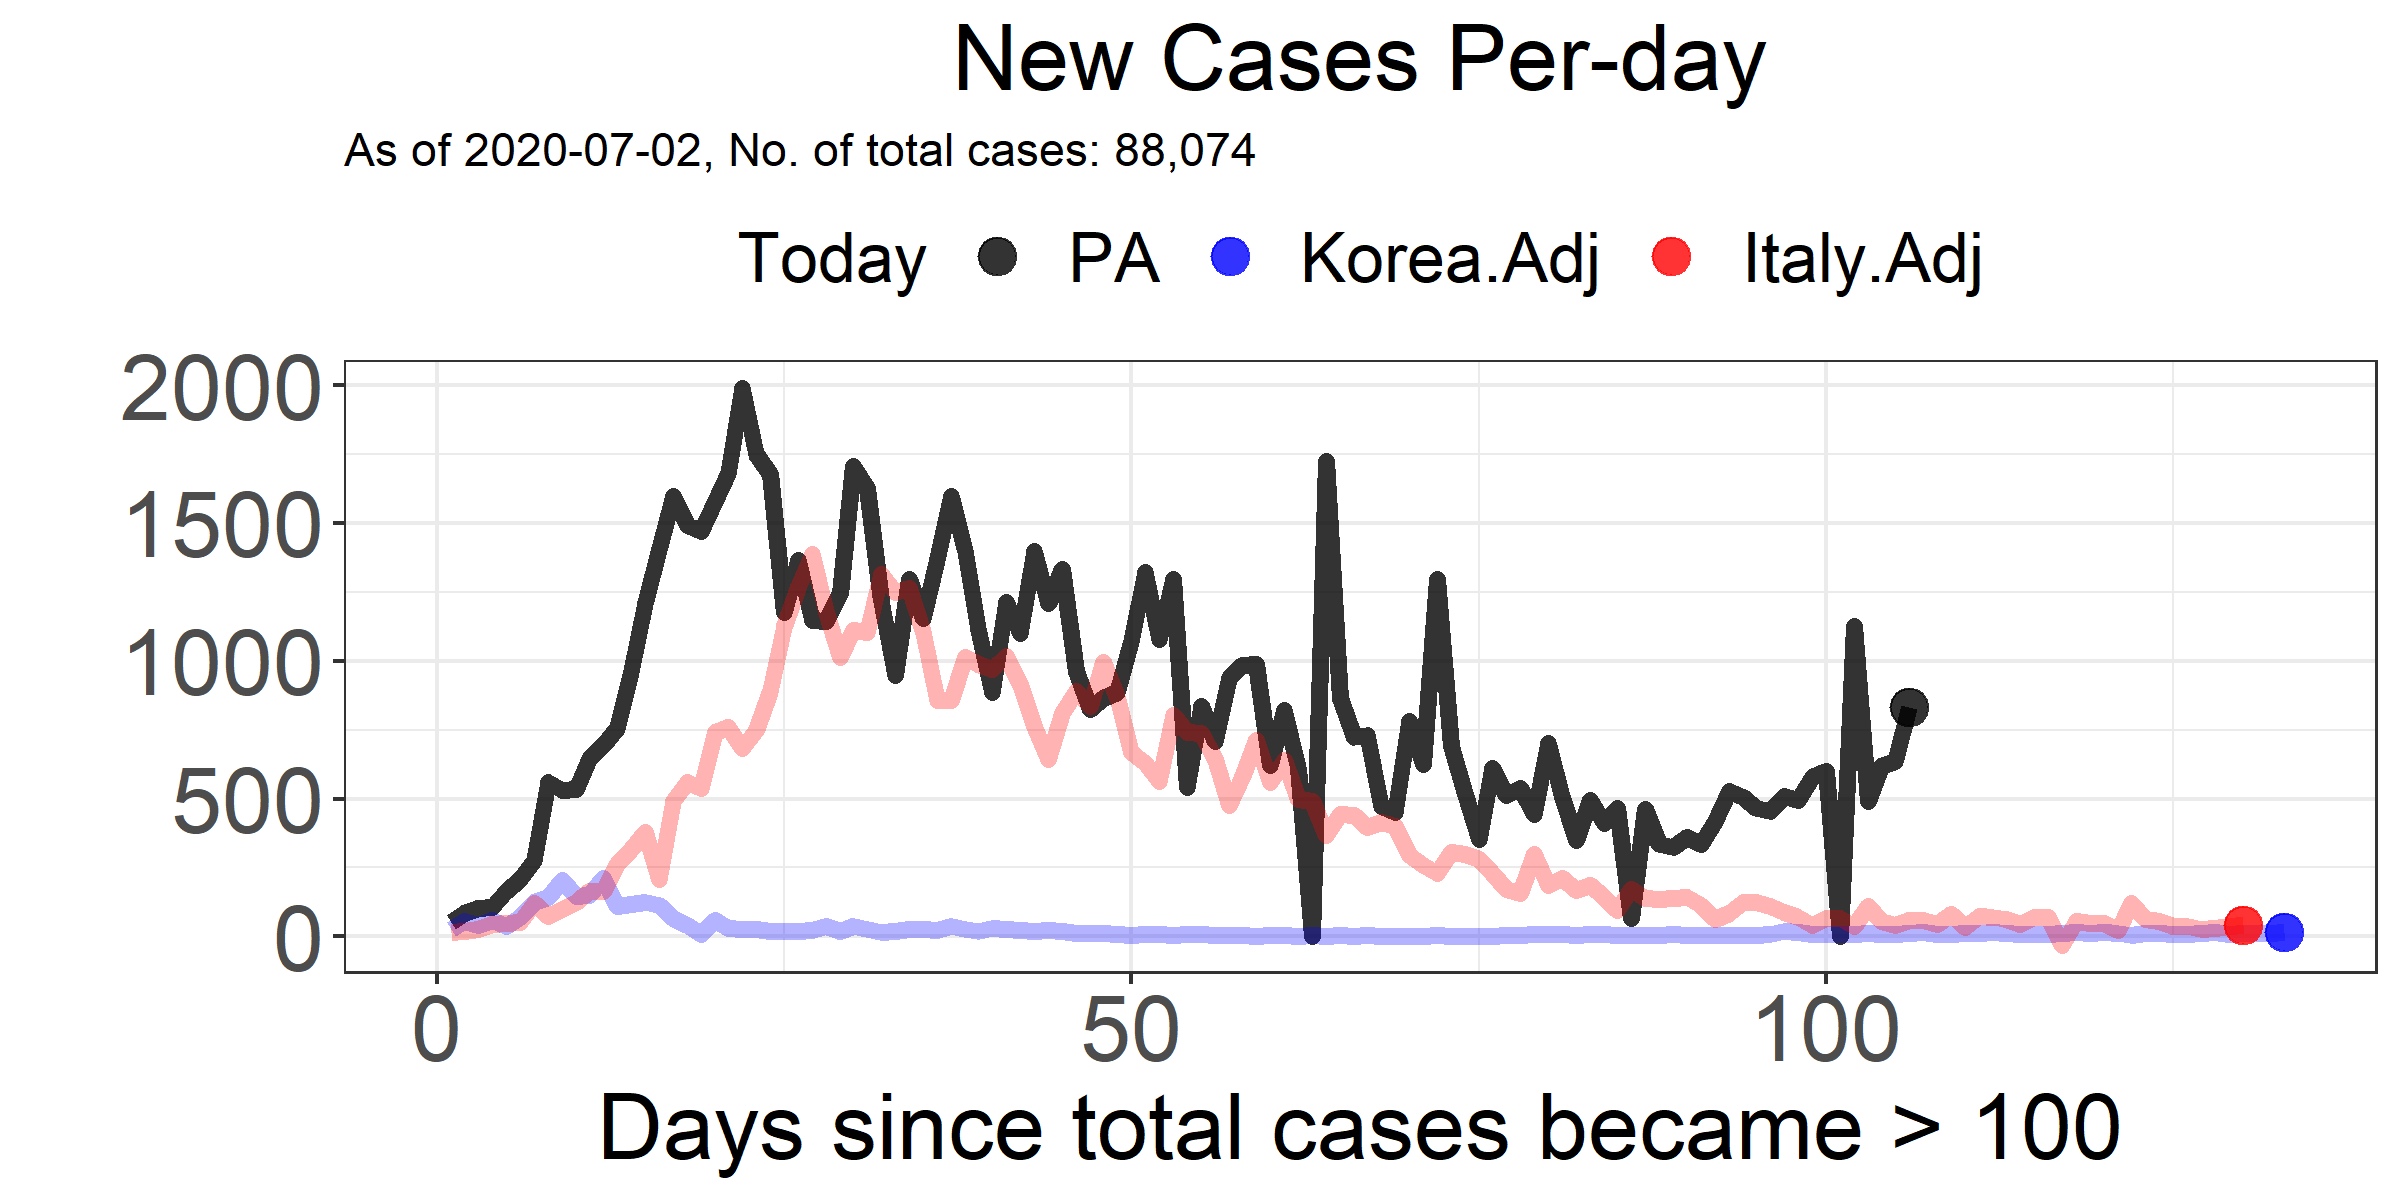 New Cases Per-day
As of 2020-07-02, No. of total cases: 88,074
Today PA Korea.Adj Italy.Adj
2000
1500
1000
500
0
0 50 100
Days since total cases became > 100